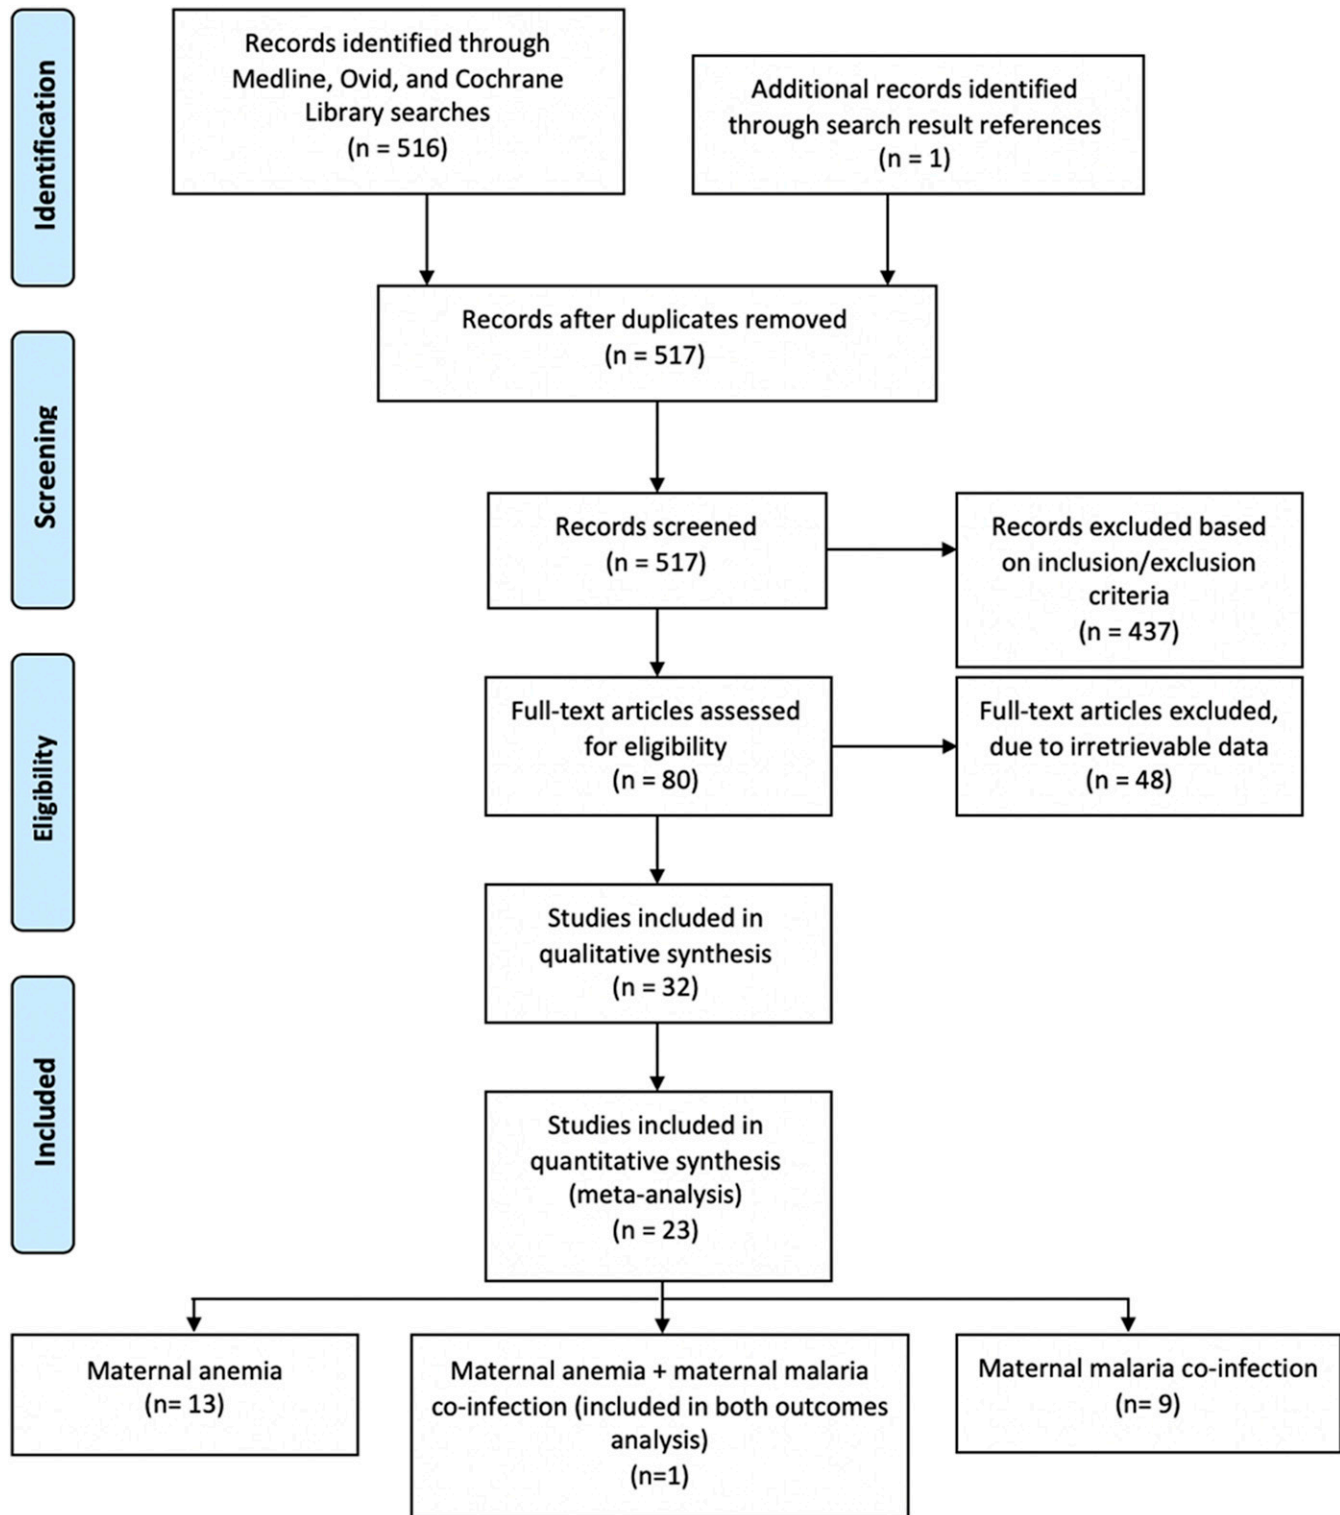 Identification
Records identified through
Medline, Ovid, and Cochrane
Library searches
(n = 516)
Additional records identified
through search result references
(n = 1)
Records after duplicates removed
(n = 517)
Screening
Records screened
(n = 517)
Records excluded based
on inclusion/exclusion
criteria
(n = 437)
Eligibility
Full-text articles assessed
for eligibility
(n = 80)
Full-text articles excluded,
due to irretrievable data
(n = 48)
Studies included in
qualitative synthesis
(n = 32)
Included
Studies included in
quantitative synthesis
(meta-analysis)
(n = 23)
Maternal anemia
(n= 13)
Maternal anemia + maternal malaria
co-infection (included in both outcomes
analysis)
(n=1)
Maternal malaria co-infection
(n= 9)